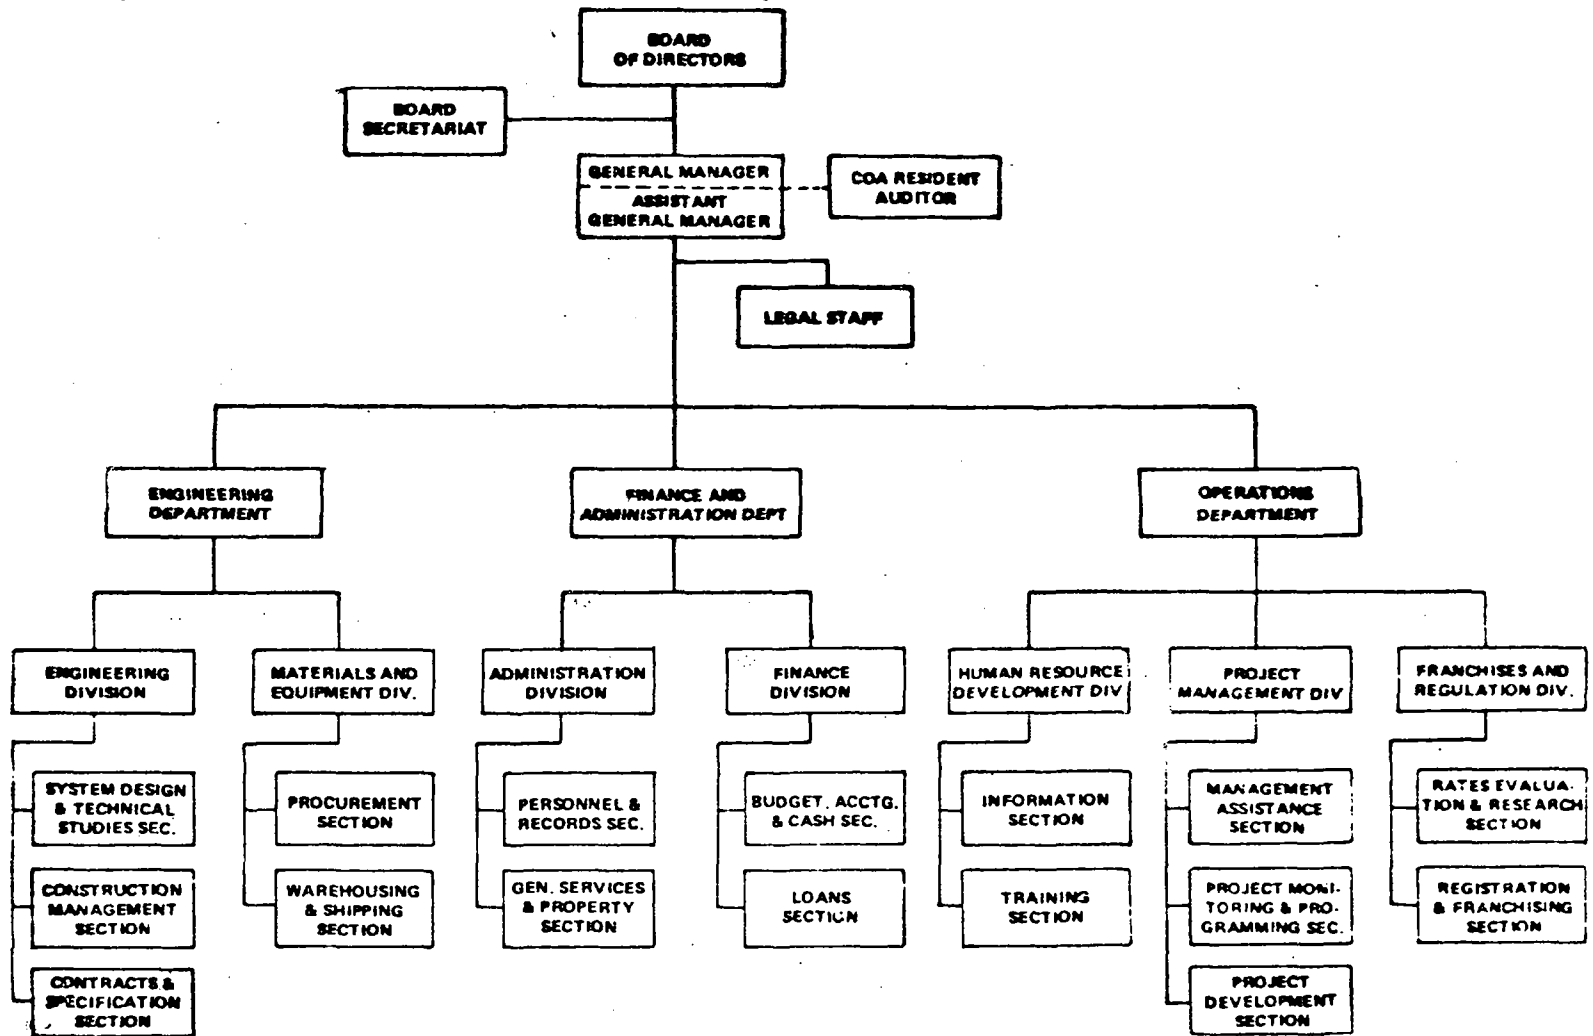 BOARD
OF DIRECTORS
BOARD
SECRETARIAT
GENERAL MANAGER
ASSISTANT
GENERAL MANAGER
COA RESIDENT
AUDITOR
LEGAL STAFF
ENGINEERING
DEPARTMENT
FINANCE AND
ADMINISTRATION DEPT
OPERATIONS
DEPARTMENT
ENGINEERING
DIVISION
MATERIALS AND
EQUIPMENT DIV.
ADMINISTRATION
DIVISION
FINANCE
DIVISION
HUMAN RESOURCE
DEVELOPMENT DIV
PROJECT
MANAGEMENT DIV
FRANCHISES AND
REGULATION DIV.
SYSTEM DESIGN
& TECHNICAL
STUDIES SEC.
PROCUREMENT
SECTION
PERSONNEL &
RECORDS SEC.
BUDGET, ACCTG.
& CASH SEC.
INFORMATION
SECTION
MANAGEMENT
ASSISTANCE
SECTION
RATES EVALUA-
TION & RESEARCH
SECTION
CONSTRUCTION
MANAGEMENT
SECTION
WAREHOUSING
& SHIPPING
SECTION
GEN. SERVICES
& PROPERTY
SECTION
LOANS
SECTION
TRAINING
SECTION
PROJECT MONI-
TORING & PRO-
GRAMMING SEC.
REGISTRATION
& FRANCHISING
SECTION
CONTRACTS &
SPECIFICATION
SECTION
PROJECT
DEVELOPMENT
SECTION